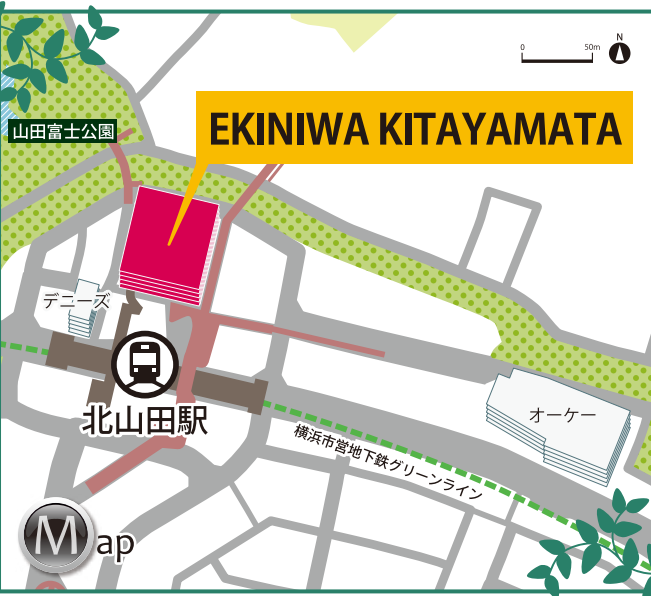 N
0 50m
EKINIWA KITAYAMATA
山田富士公園
デニーズ
北山田駅
オーケー
横浜市営地下鉄グリーンライン
Map